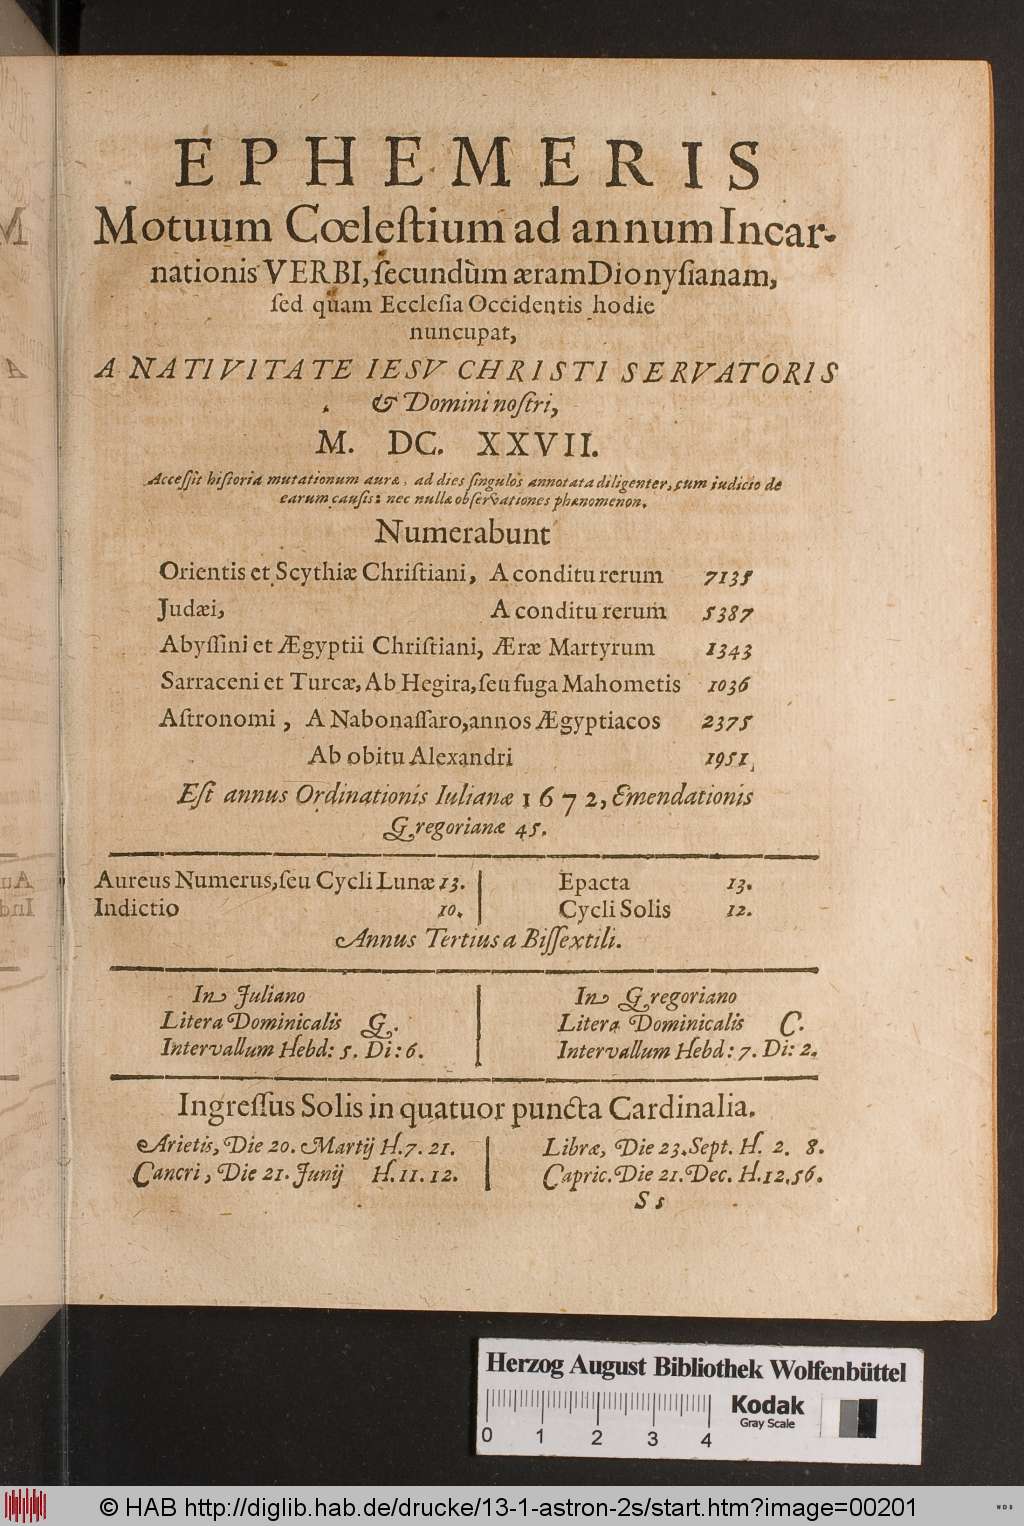 EPHEMERIS
Motuum Cœleſtium ad annum Incar-
nationis VERBI, ſecundùm æram Dionyſianam,
ſed quam Eccleſia Occidentis hodie
nuncupat,
A NATIVITATE IESV CHRISTI SERVATORIS
& Domini noſtri,
M. DC. XXVII.
Acceſſit hiſtoria mutationum auræ, ad dies ſingulos annotata diligenter, cum iudicio de
earum cauſis: nec nullæ obſervationes phænomenων.
Numerabunt
Orientis et Scythiæ Chriſtiani, A conditu rerum 7135
Judæi, A conditu rerum 5387
Abyſſini et Ægyptii Chriſtiani, Æræ Martyrum 1343
Sarraceni et Turcæ, Ab Hegira, ſeu fuga Mahometis 1036
Aſtronomi, A Nabonaſſaro, annos Ægyptiacos 2375
Ab obitu Alexandri 1951
Eſt annus Ordinationis Iulianæ 1672, Emendationis
Gregorianæ 45.
Aureus Numerus, ſeu Cycli Lunæ 13. Epacta 13.
Indictio 10. Cycli Solis 12.
Annus Tertius a Biſſextili.
In Juliano In Gregoriano
Litera Dominicalis G. Litera Dominicalis C.
Intervallum Hebd: 5. Di: 6. Intervallum Hebd: 7. Di: 2.
Ingreſſus Solis in quatuor puncta Cardinalia.
Arietis, Die 20. Martij H. 7. 21. Libræ, Die 23. Sept. H. 2. 8.
Cancri, Die 21. Junij H. 11. 12. Capric. Die 21. Dec. H. 12. 56.
S s
Herzog August Bibliothek Wolfenbüttel
0 1 2 3 4
Kodak
Gray Scale
© HAB http://diglib.hab.de/drucke/13-1-astron-2s/start.htm?image=00201